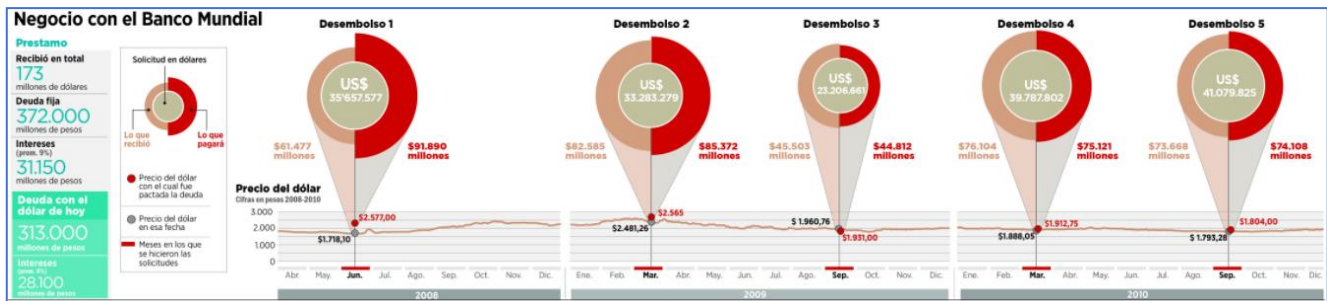 Negocio con el Banco Mundial
Prestamo
Recibió en total
173
millones de dólares
Deuda fija
372.000
millones de pesos
Intereses
(prom. 9%)
31.150
millones de pesos
Deuda con el
dólar de hoy
313.000
millones de pesos
Intereses
(prom. 9%)
28.100
millones de pesos
Solicitud en dólares
Lo que
recibió
Lo que
pagará
Precio del dólar
con el cual fue
pactada la deuda
Precio del dólar
en esa fecha
Meses en los que
se hicieron las
solicitudes
Desembolso 1
US$
35'657.577
$61.477
millones
$91.890
millones
Desembolso 2
US$
33.283.279
$82.585
millones
$85.372
millones
Desembolso 3
US$
23.206.661
$45.503
millones
$44.812
millones
Desembolso 4
US$
39.787.802
$76.104
millones
$75.121
millones
Desembolso 5
US$
41.079.825
$73.668
millones
$74.108
millones
Precio del dólar
Cifras en pesos 2008-2010
3.000
2.000
1.000
0
$2.577,00
$1.718,10
$2.565
$2.481,26
$ 1.960,76
$1.931,00
$1.912,75
$1.888,05
$1.804,00
$ 1.793,28
Abr. May. Jun. Jul. Ago. Sep. Oct. Nov. Dic.
Ene. Feb. Mar. Abr. May. Jun. Jul. Ago. Sep. Oct. Nov. Dic.
Ene. Feb. Mar. Abr. May. Jun. Jul. Ago. Sep. Oct. Nov. Dic.
2008
2009
2010